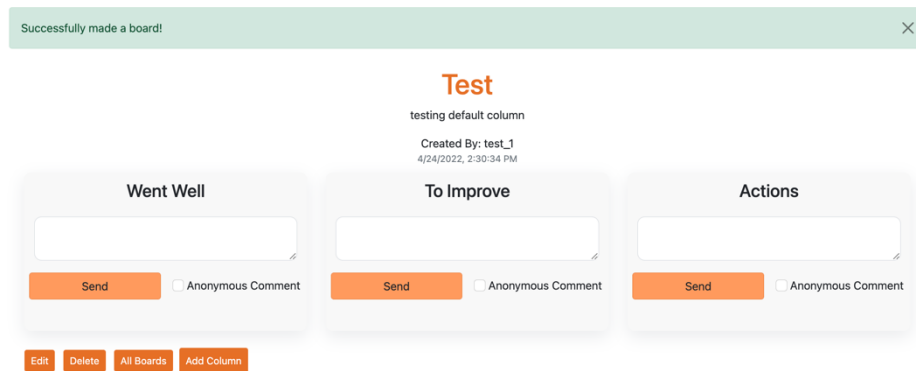 Successfully made a board!
Test
testing default column
Created By: test_1
4/24/2022, 2:30:34 PM
Went Well
To Improve
Actions
Send
Anonymous Comment
Send
Anonymous Comment
Send
Anonymous Comment
Edit
Delete
All Boards
Add Column